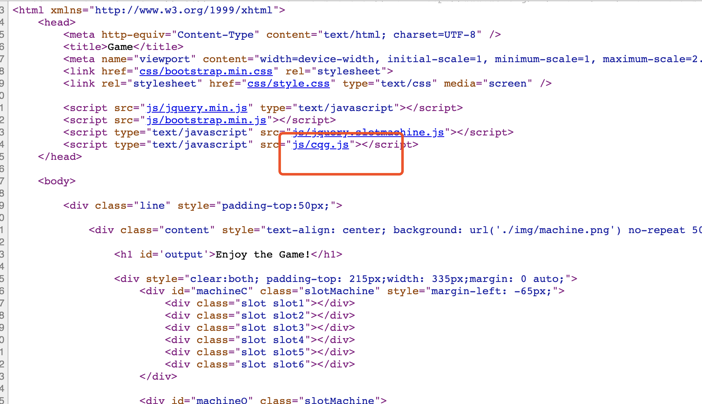 3 <html xmlns="http://www.w3.org/1999/xhtml">
4 <head>
5 <meta http-equiv="Content-Type" content="text/html; charset=UTF-8" />
6 <title>Game</title>
7 <meta name="viewport" content="width=device-width, initial-scale=1, minimum-scale=1, maximum-scale=2.
8 <link href="css/bootstrap.min.css" rel="stylesheet">
9 <link rel="stylesheet" href="css/style.css" type="text/css" media="screen" />
0
1 <script src="js/jquery.min.js" type="text/javascript"></script>
2 <script src="js/bootstrap.min.js"></script>
3 <script type="text/javascript" src="js/jquery.slotmachine.js"></script>
4 <script type="text/javascript" src="js/cqg.js"></script>
5 </head>
6
7 <body>
8
9 <div class="line" style="padding-top:50px;">
0
1 <div class="content" style="text-align: center; background: url('./img/machine.png') no-repeat 50
2
3 <h1 id='output'>Enjoy the Game!</h1>
4
5 <div style="clear:both; padding-top: 215px;width: 335px;margin: 0 auto;">
6 <div id="machineC" class="slotMachine" style="margin-left: -65px;">
7 <div class="slot slot1"></div>
8 <div class="slot slot2"></div>
9 <div class="slot slot3"></div>
0 <div class="slot slot4"></div>
1 <div class="slot slot5"></div>
2 <div class="slot slot6"></div>
3 </div>
4
5 <div id="machineO" class="slotMachine">